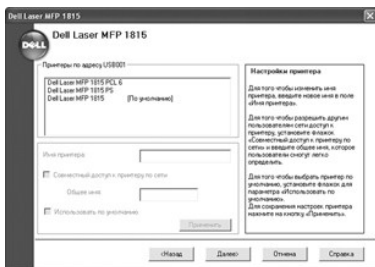 Dell Laser MFP 1815
DELL
Dell Laser MFP 1815
Принтеры по адресу USB001
Dell Laser MFP 1815 PCL 6
Dell Laser MFP 1815 PS
Dell Laser MFP 1815 [По умолчанию]
Имя принтера
Совместный доступ к принтеру по сети
Общее имя
Использовать по умолчанию
Применить
Настройки принтера
Для того чтобы изменить имя
принтера, введите новое имя в поле
«Имя принтера».
Для того чтобы разрешить другим
пользователям сети доступ к
принтеру, установите флажок
«Совместный доступ к принтеру по
сети» и введите общее имя, которое
пользователи смогут легко
определить.
Для того чтобы выбрать принтер по
умолчанию, установите флажок для
параметра «Использовать по
умолчанию».
Для сохранения настроек принтера
нажмите на кнопку «Применить».
<Назад
Далее>
Отмена
Справка